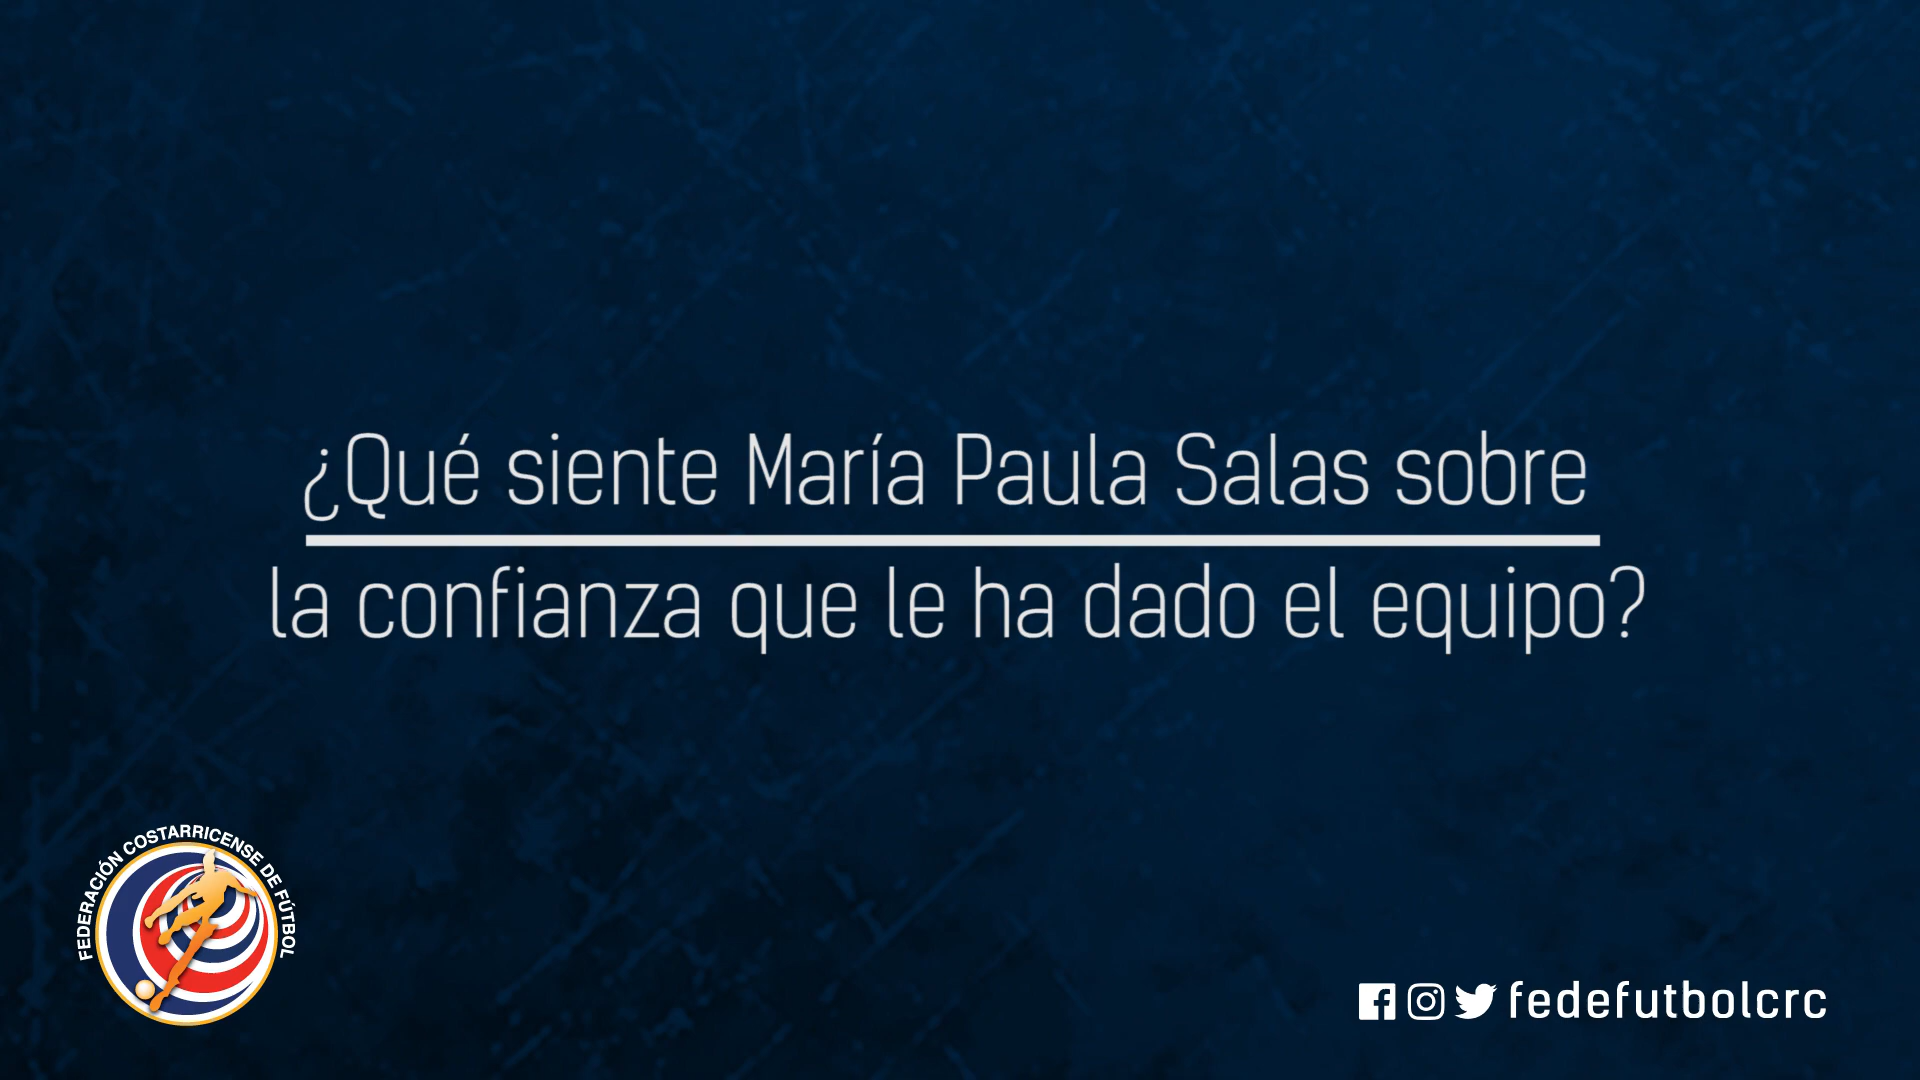 ¿Qué siente María Paula Salas sobre
la confianza que le ha dado el equipo?
FEDERACIÓN COSTARRICENSE DE FÚTBOL
fedefutbolcrc